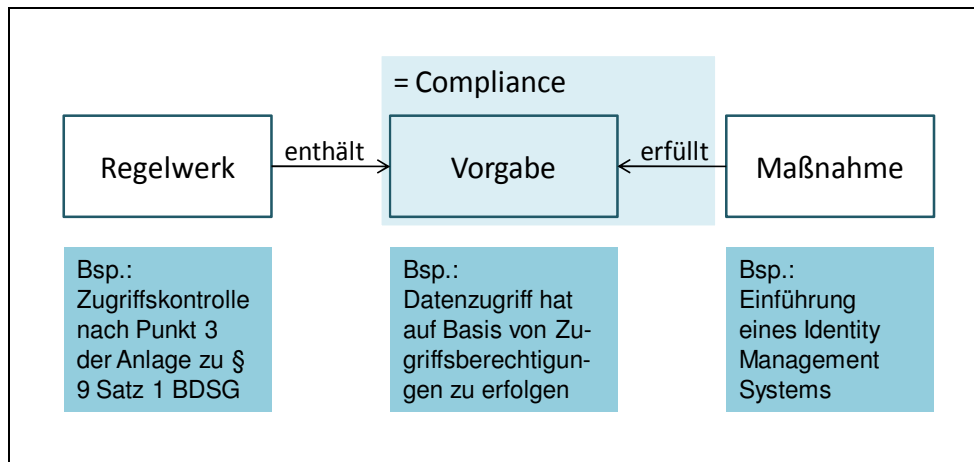 = Compliance
Regelwerk
enthält
Vorgabe
erfüllt
Maßnahme
Bsp.:
Zugriffskontrolle
nach Punkt 3
der Anlage zu §
9 Satz 1 BDSG
Bsp.:
Datenzugriff hat
auf Basis von Zu-
griffsberechtigun-
gen zu erfolgen
Bsp.:
Einführung
eines Identity
Management
Systems